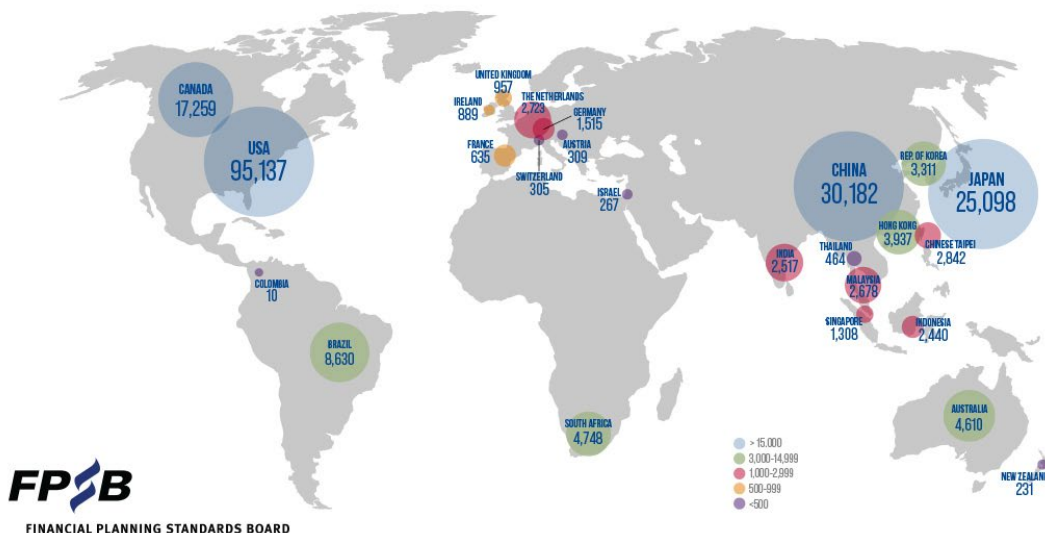 CANADA
17,259
USA
95,137
COLOMBIA
10
BRAZIL
8,630
UNITED KINGDOM
957
IRELAND
889
THE NETHERLANDS
2,723
GERMANY
1,515
FRANCE
635
AUSTRIA
309
SWITZERLAND
305
ISRAEL
267
SOUTH AFRICA
4,748
CHINA
30,182
REP. OF KOREA
3,311
JAPAN
25,098
HONG KONG
3,937
CHINESE TAIPEI
2,842
THAILAND
464
INDIA
2,517
MALAYSIA
2,678
SINGAPORE
1,308
INDONESIA
2,440
AUSTRALIA
4,610
NEW ZEALAND
231
> 15.000
3,000-14,999
1,000-2,999
500-999
<500
FPSB
FINANCIAL PLANNING STANDARDS BOARD